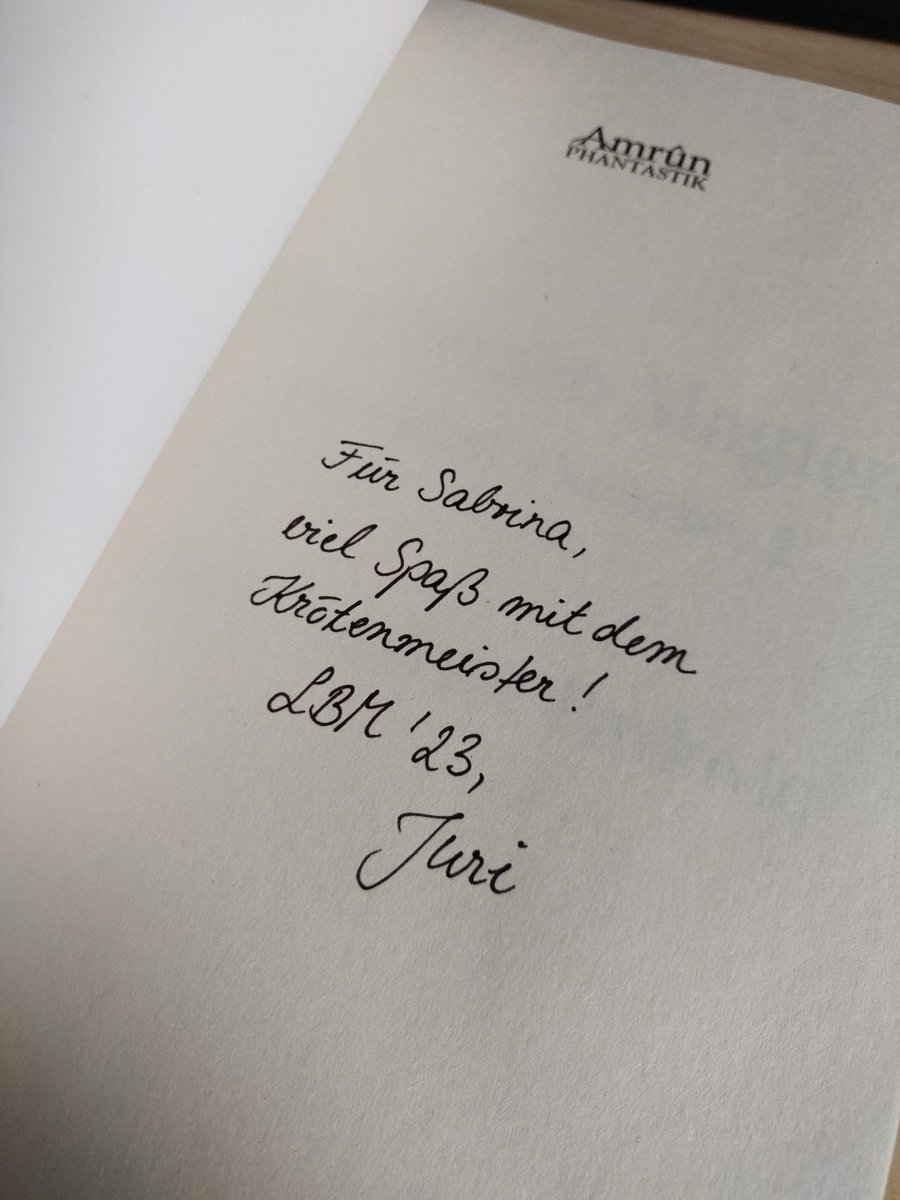 Amrûn
PHANTASTIK
Für Sabrina,
viel Spaß mit dem
Krötenmeister!
LBM '23,
Juri